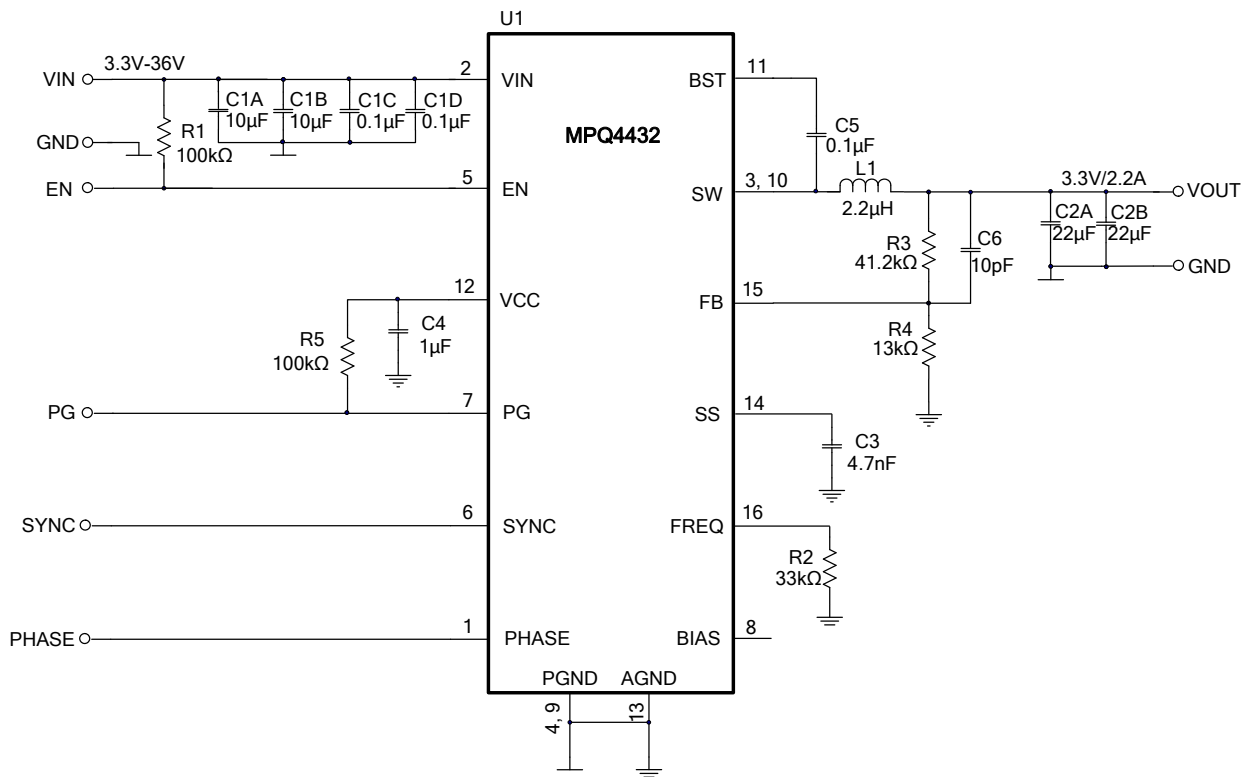 U1
VIN
3.3V-36V
2
VIN
C1A
10µF
C1B
10µF
C1C
0.1µF
C1D
0.1µF
GND
R1
100kΩ
EN
5
EN
MPQ4432
BST
11
C5
0.1µF
SW
3, 10
L1
2.2µH
3.3V/2.2A
VOUT
C2A
22µF
C2B
22µF
R3
41.2kΩ
C6
10pF
GND
12
VCC
FB
15
C4
1µF
R5
100kΩ
R4
13kΩ
PG
7
PG
SS
14
C3
4.7nF
SYNC
6
SYNC
FREQ
16
R2
33kΩ
PHASE
1
PHASE
BIAS
8
PGND
AGND
4, 9
13